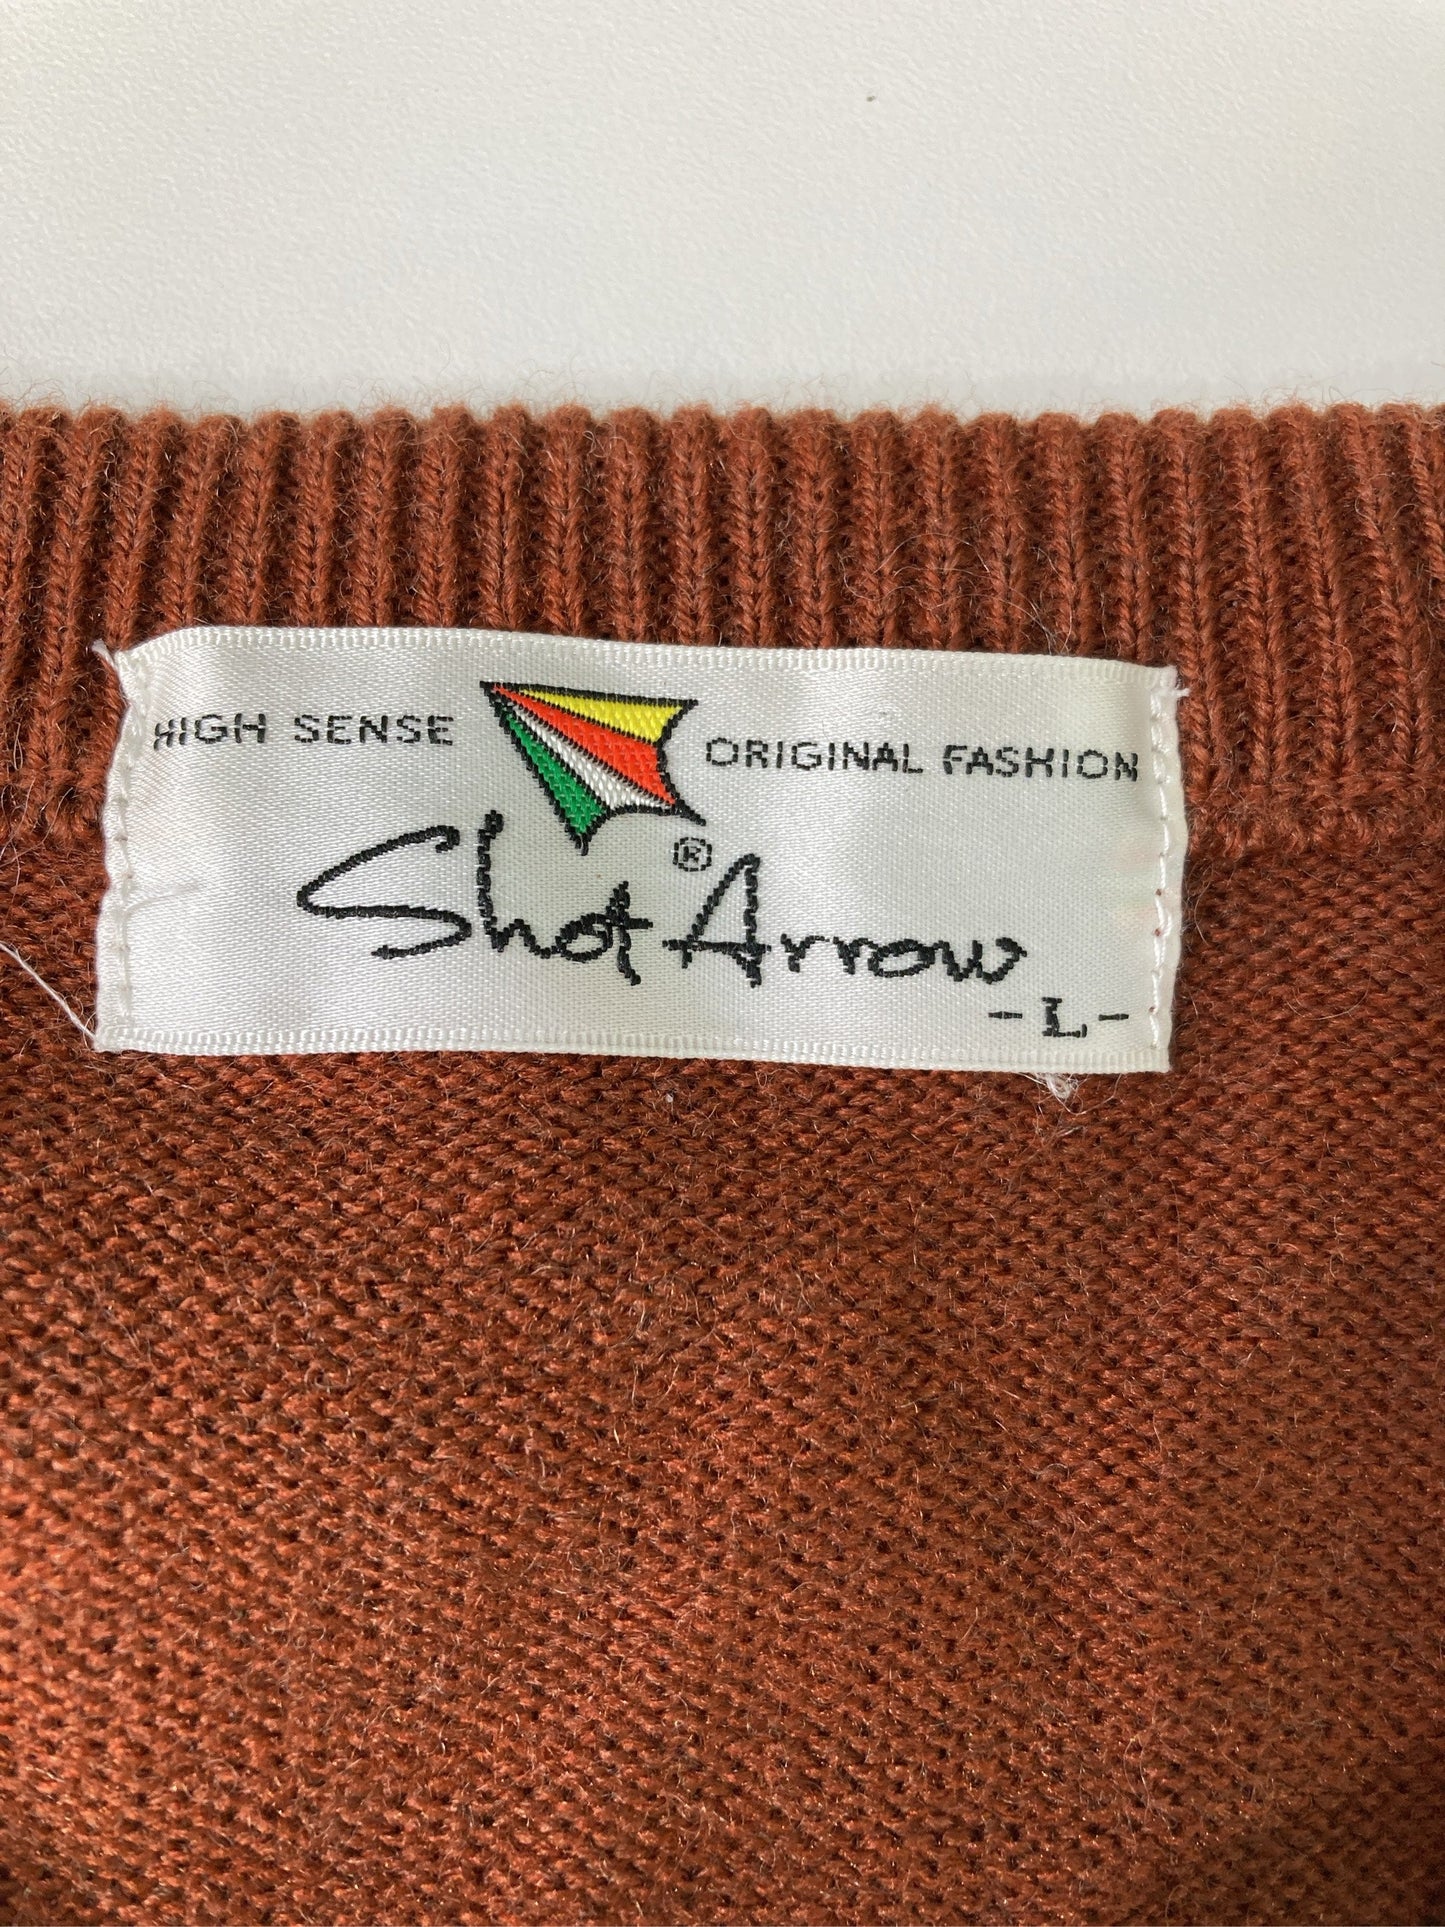 HIGH SENSE ORIGINAL FASHION
®
Shot Arrow
-L-